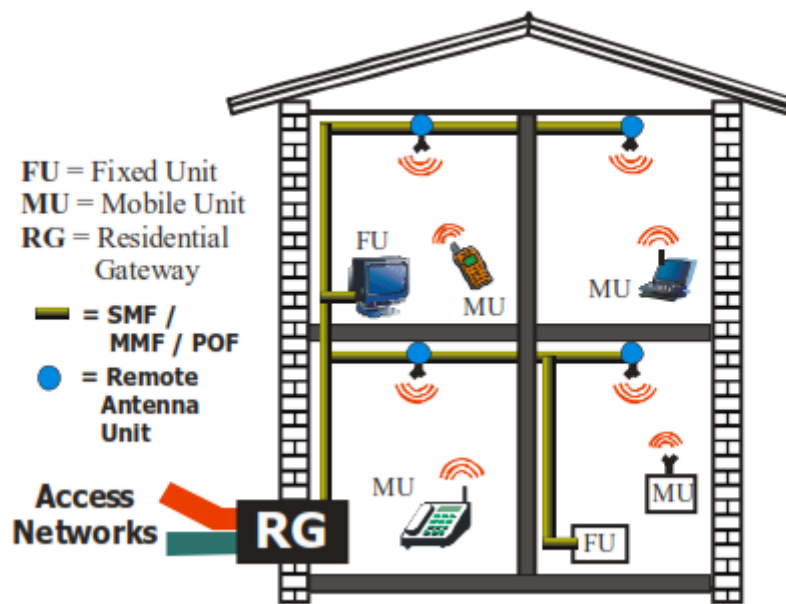 FU = Fixed Unit
MU = Mobile Unit
RG = Residential
Gateway
= SMF /
MMF / POF
= Remote
Antenna
Unit
Access
Networks
RG
FU
MU
MU
MU
MU
FU